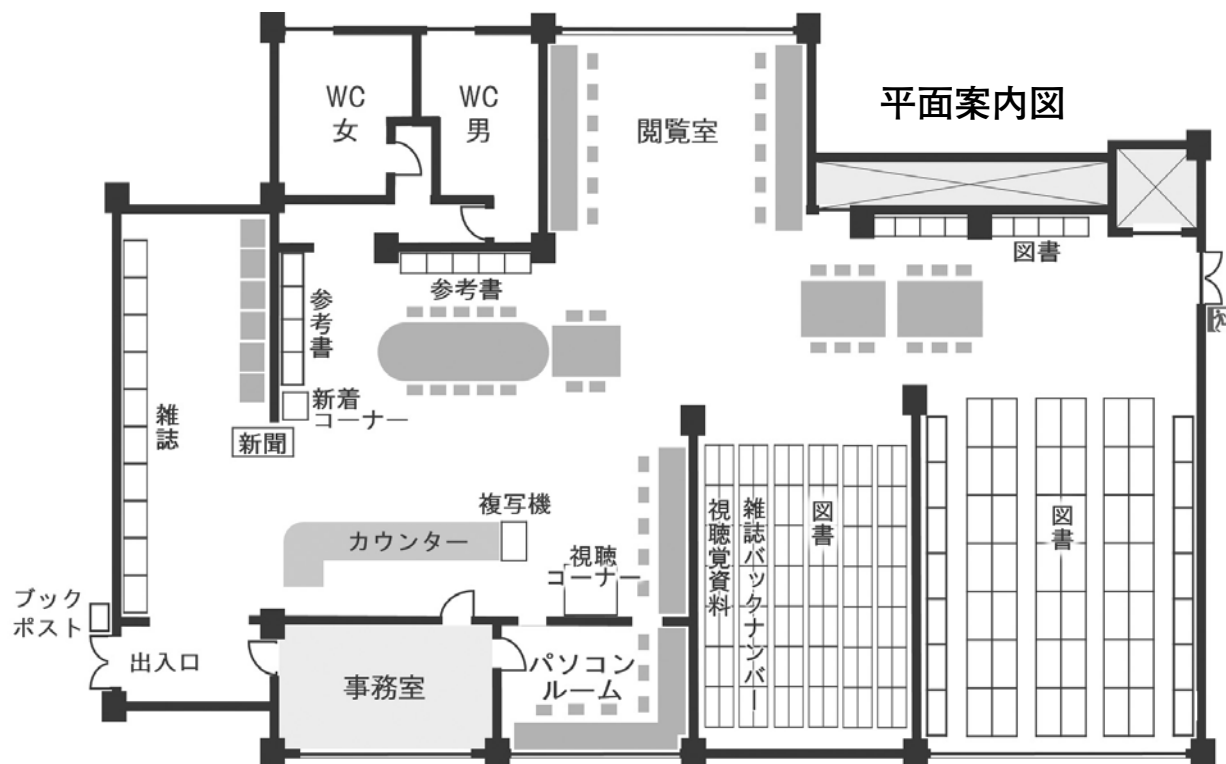 平面案内図
WC
女
WC
男
閲覧室
図書
参考書
参考書
新着
コーナー
新聞
雑誌
複写機
カウンター
視聴
コーナー
視聴覚資料
雑誌バックナンバー
図書
図書
ブック
ポスト
出入口
事務室
パソコン
ルーム